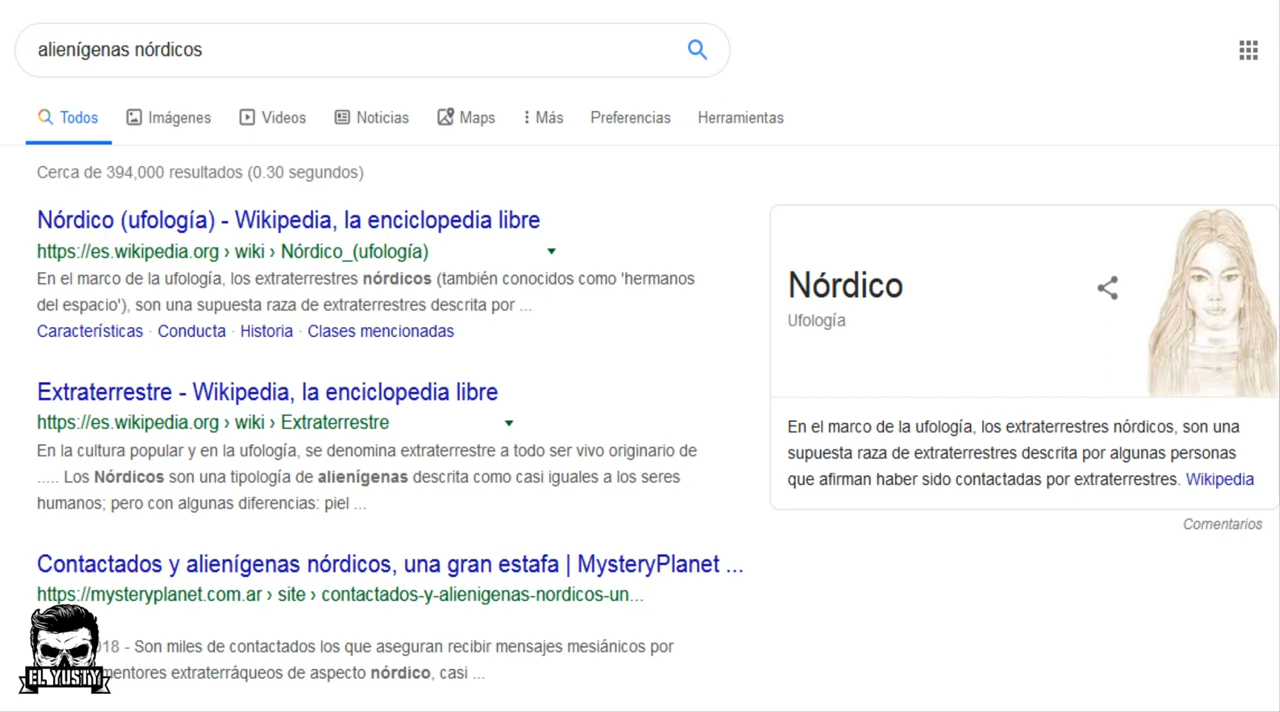 alienígenas nórdicos
Todos Imágenes Videos Noticias Maps Más Preferencias Herramientas
Cerca de 394,000 resultados (0.30 segundos)
Nórdico (ufología) - Wikipedia, la enciclopedia libre
https://es.wikipedia.org › wiki › Nórdico_(ufología)
En el marco de la ufología, los extraterrestres nórdicos (también conocidos como 'hermanos
del espacio'), son una supuesta raza de extraterrestres descrita por ...
Características · Conducta · Historia · Clases mencionadas
Extraterrestre - Wikipedia, la enciclopedia libre
https://es.wikipedia.org › wiki › Extraterrestre
En la cultura popular y en la ufología, se denomina extraterrestre a todo ser vivo originario de
..... Los Nórdicos son una tipología de alienígenas descrita como casi iguales a los seres
humanos; pero con algunas diferencias: piel ...
Contactados y alienígenas nórdicos, una gran estafa | MysteryPlanet ...
https://mysteryplanet.com.ar › site › contactados-y-alienigenas-nordicos-un...
18 - Son miles de contactados los que aseguran recibir mensajes mesiánicos por
mentores extraterráqueos de aspecto nórdico, casi ...
EL YUSTY
Nórdico
Ufología
En el marco de la ufología, los extraterrestres nórdicos, son una
supuesta raza de extraterrestres descrita por algunas personas
que afirman haber sido contactadas por extraterrestres. Wikipedia
Comentarios